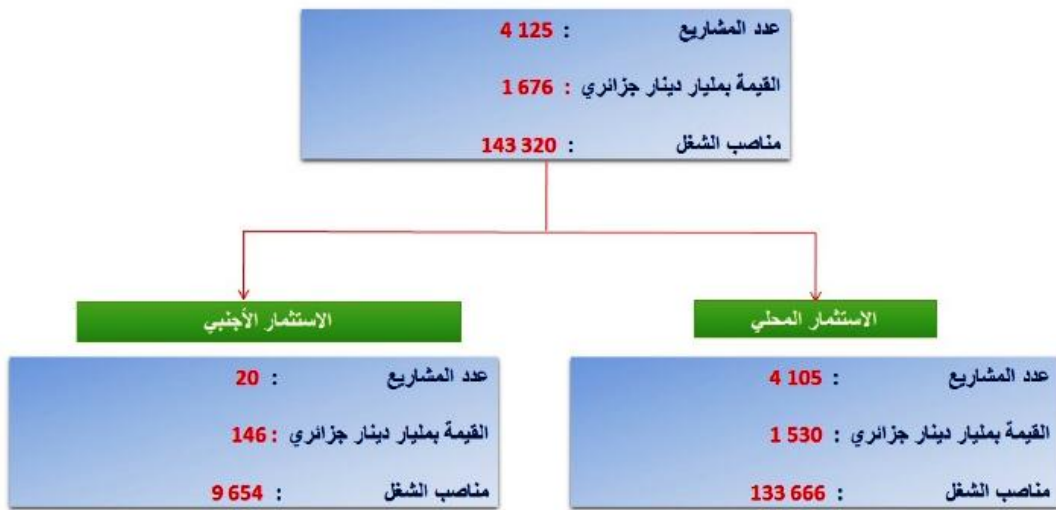 عدد المشاريع : 4 125
القيمة بمليار دينار جزائري : 1 676
مناصب الشغل : 143 320
الاستثمار المحلي
عدد المشاريع : 4 105
القيمة بمليار دينار جزائري : 1 530
مناصب الشغل : 133 666
الاستثمار الأجنبي
عدد المشاريع : 20
القيمة بمليار دينار جزائري : 146
مناصب الشغل : 9 654